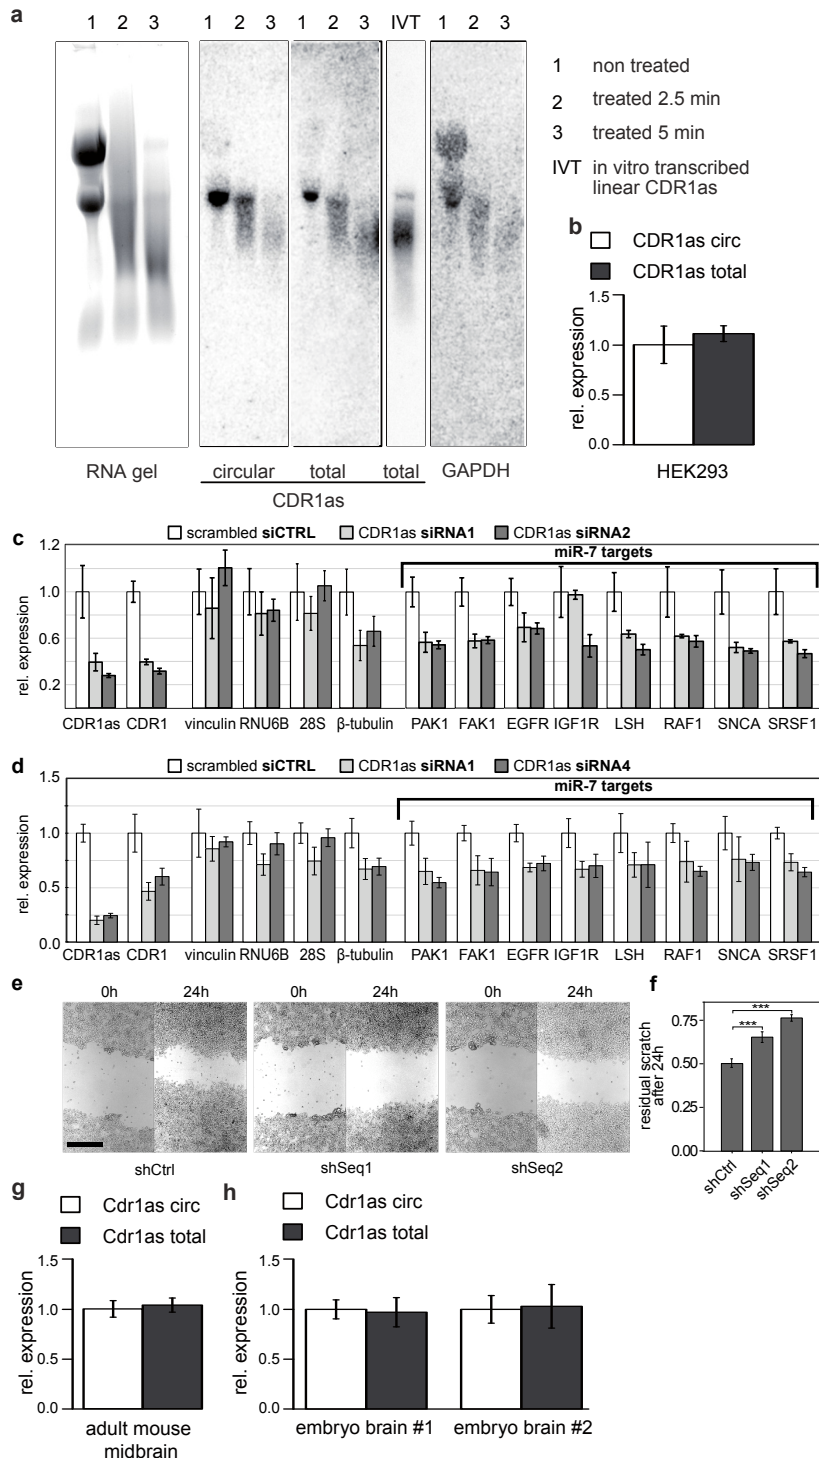 a
1 2 3 1 2 3 1 2 3 IVT 1 2 3
1 non treated
2 treated 2.5 min
3 treated 5 min
IVT in vitro transcribed
linear CDR1as
RNA gel circular total total GAPDH
CDR1as
b
CDR1as circ
CDR1as total
rel. expression
1.5
1.0
0.5
0.0
HEK293
c
scrambled siCTRL CDR1as siRNA1 CDR1as siRNA2
miR-7 targets
rel. expression
1.2
1.0
0.6
0.2
CDR1as CDR1 vinculin RNU6B 28S β-tubulin PAK1 FAK1 EGFR IGF1R LSH RAF1 SNCA SRSF1
d
scrambled siCTRL CDR1as siRNA1 CDR1as siRNA4
miR-7 targets
rel. expression
1.5
1.0
0.5
0.0
CDR1as CDR1 vinculin RNU6B 28S β-tubulin PAK1 FAK1 EGFR IGF1R LSH RAF1 SNCA SRSF1
e
0h 24h 0h 24h 0h 24h
shCtrl shSeq1 shSeq2
f
residual scratch
after 24h
0.75
0.50
0.25
0.00
***
***
shCtrl shSeq1 shSeq2
g
Cdr1as circ
Cdr1as total
rel. expression
1.5
1.0
0.5
0.0
adult mouse
midbrain
h
Cdr1as circ
Cdr1as total
rel. expression
1.5
1.0
0.5
0.0
embryo brain #1 embryo brain #2